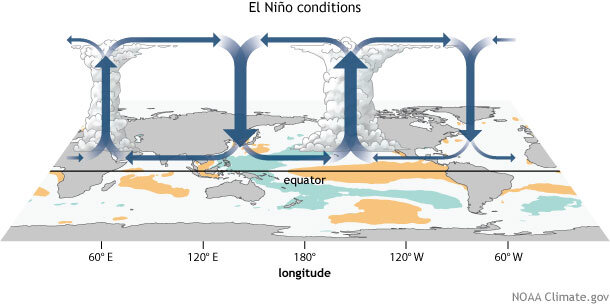 El Niño conditions
equator
60° E 120° E 180° 120° W 60° W
longitude
NOAA Climate.gov